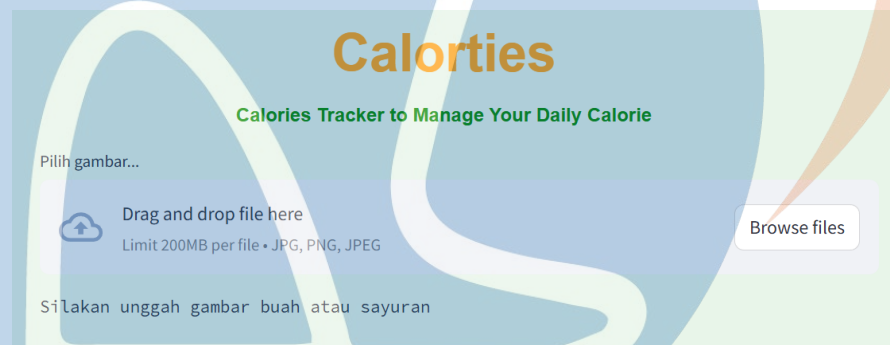 Calorties
Calories Tracker to Manage Your Daily Calorie
Pilih gambar...
Drag and drop file here
Limit 200MB per file • JPG, PNG, JPEG
Browse files
Silakan unggah gambar buah atau sayuran